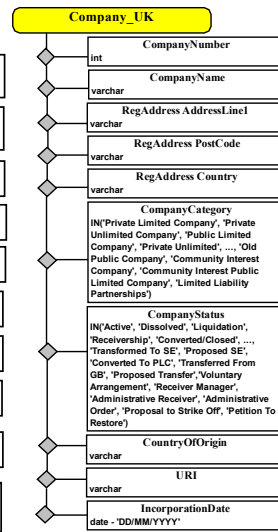 Company_UK
CompanyNumber
int
CompanyName
varchar
RegAddress AddressLine1
varchar
RegAddress PostCode
varchar
RegAddress Country
varchar
CompanyCategory
IN('Private Limited Company', 'Private
Unlimited Company', 'Public Limited
Company', 'Private Unlimited', ..., 'Old
Public Company', 'Community Interest
Company', 'Community Interest Public
Limited Company', 'Limited Liability
Partnerships')
CompanyStatus
IN('Active', 'Dissolved', 'Liquidation',
'Receivership', 'Converted/Closed', ...,
'Transformed To SE', 'Proposed SE',
'Converted To PLC', 'Transferred From
GB', 'Proposed Transfer','Voluntary
Arrangement', 'Receiver Manager',
'Administrative Receiver', 'Administrative
Order', 'Proposal to Strike Off', 'Petition To
Restore')
CountryOfOrigin
varchar
URI
varchar
IncorporationDate
date - 'DD/MM/YYYY'